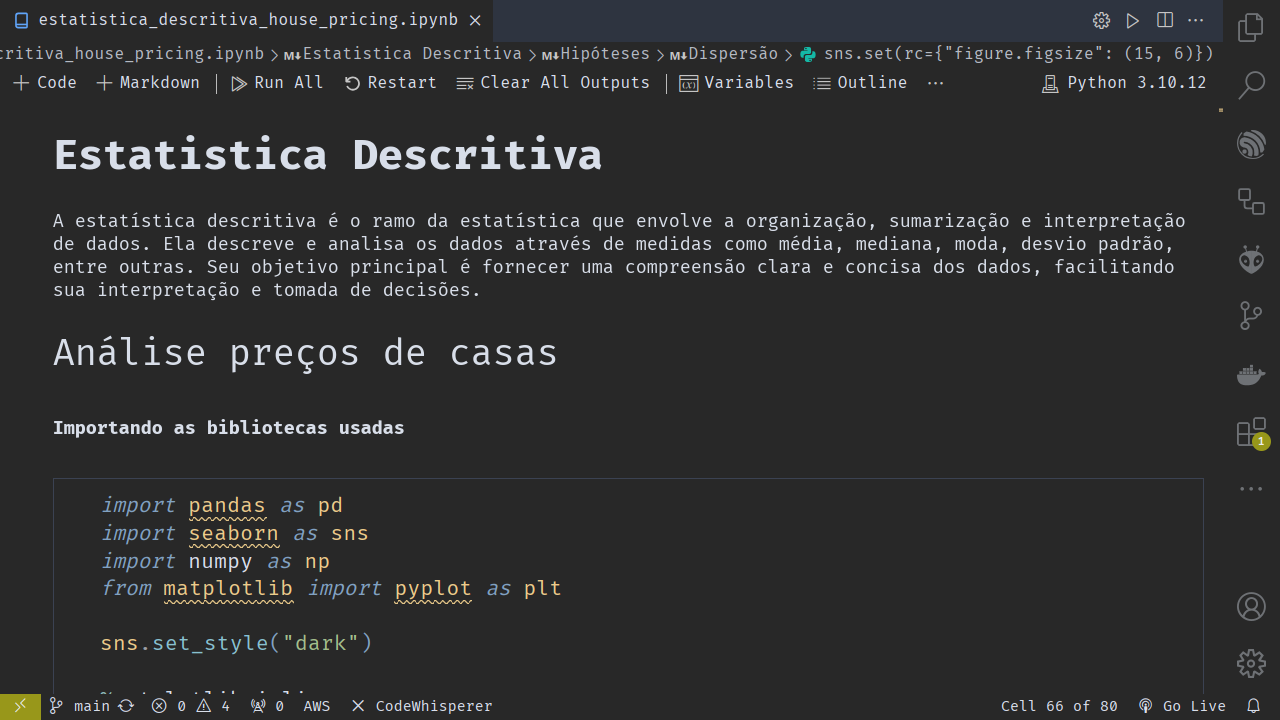 estatistica_descritiva_house_pricing.ipynb
critiva_house_pricing.ipynb > M↓Estatistica Descritiva > M↓Hipóteses > M↓Dispersão > sns.set(rc={"figure.figsize": (15, 6)})
+ Code + Markdown | Run All Restart Clear All Outputs | Variables Outline ··· Python 3.10.12
Estatistica Descritiva
A estatística descritiva é o ramo da estatística que envolve a organização, sumarização e interpretação
de dados. Ela descreve e analisa os dados através de medidas como média, mediana, moda, desvio padrão,
entre outras. Seu objetivo principal é fornecer uma compreensão clara e concisa dos dados, facilitando
sua interpretação e tomada de decisões.
Análise preços de casas
Importando as bibliotecas usadas
import pandas as pd
import seaborn as sns
import numpy as np
from matplotlib import pyplot as plt
sns.set_style("dark")
1
main 0 4 0 AWS CodeWhisperer Cell 66 of 80 Go Live